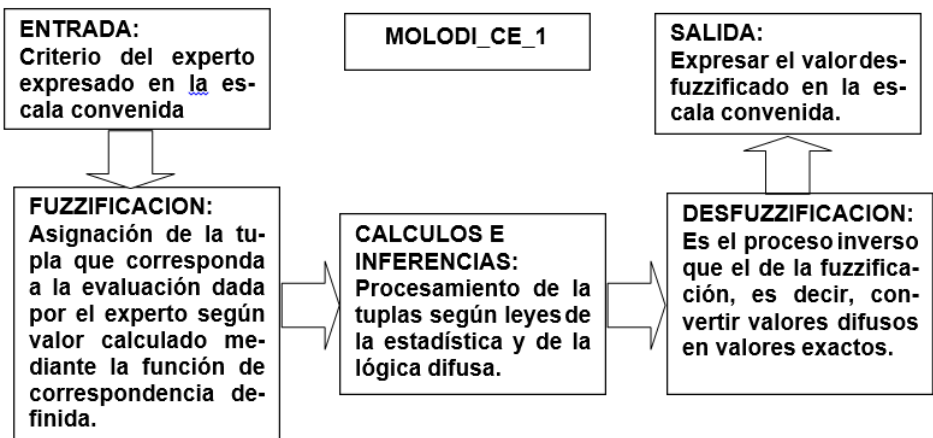 ENTRADA:
Criterio del experto
expresado en la es-
cala convenida
MOLODI_CE_1
SALIDA:
Expresar el valor des-
fuzzificado en la es-
cala convenida.
FUZZIFICACION:
Asignación de la tu-
pla que corresponda
a la evaluación dada
por el experto según
valor calculado me-
diante la función de
correspondencia de-
finida.
CALCULOS E
INFERENCIAS:
Procesamiento de la
tuplas según leyes de
la estadística y de la
lógica difusa.
DESFUZZIFICACION:
Es el proceso inverso
que el de la fuzzifica-
ción, es decir, con-
vertir valores difusos
en valores exactos.